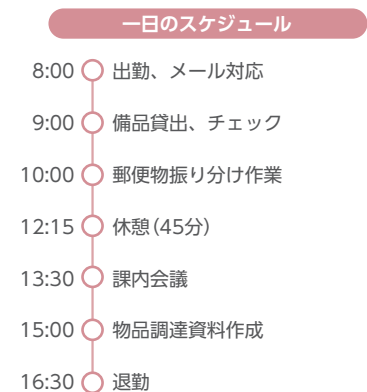 一日のスケジュール
8:00 出勤、メール対応
9:00 備品貸出、チェック
10:00 郵便物振り分け作業
12:15 休憩(45分)
13:30 課内会議
15:00 物品調達資料作成
16:30 退勤